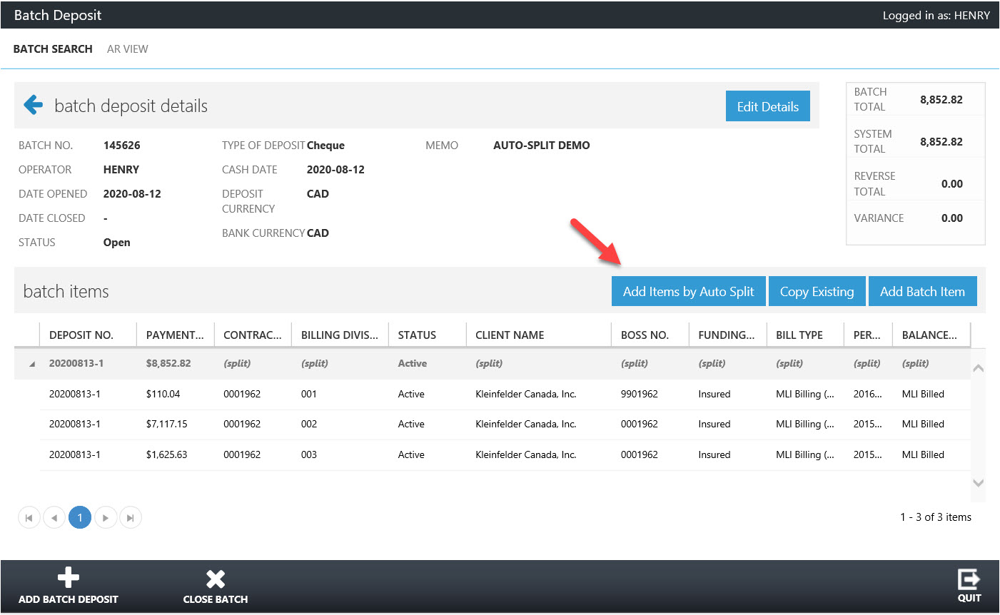 Batch Deposit
Logged in as: HENRY
BATCH SEARCH AR VIEW
batch deposit details
Edit Details
BATCH NO. 145626
OPERATOR HENRY
DATE OPENED 2020-08-12
DATE CLOSED -
STATUS Open
TYPE OF DEPOSIT Cheque
CASH DATE 2020-08-12
DEPOSIT CURRENCY CAD
BANK CURRENCY CAD
MEMO AUTO-SPLIT DEMO
BATCH TOTAL 8,852.82
SYSTEM TOTAL 8,852.82
REVERSE TOTAL 0.00
VARIANCE 0.00
batch items
Add Items by Auto Split Copy Existing Add Batch Item
DEPOSIT NO. PAYMENT... CONTRAC... BILLING DIVIS... STATUS CLIENT NAME BOSS NO. FUNDING... BILL TYPE PER... BALANCE...
20200813-1 $8,852.82 (split) (split) Active (split) (split) (split) (split) (split) (split)
20200813-1 $110.04 0001962 001 Active Kleinfelder Canada, Inc. 9901962 Insured MLI Billing (... 2016... MLI Billed
20200813-1 $7,117.15 0001962 002 Active Kleinfelder Canada, Inc. 0001962 Insured MLI Billing (... 2015... MLI Billed
20200813-1 $1,625.63 0001962 003 Active Kleinfelder Canada, Inc. 0001962 Insured MLI Billing (... 2015... MLI Billed
1
1 - 3 of 3 items
ADD BATCH DEPOSIT CLOSE BATCH QUIT